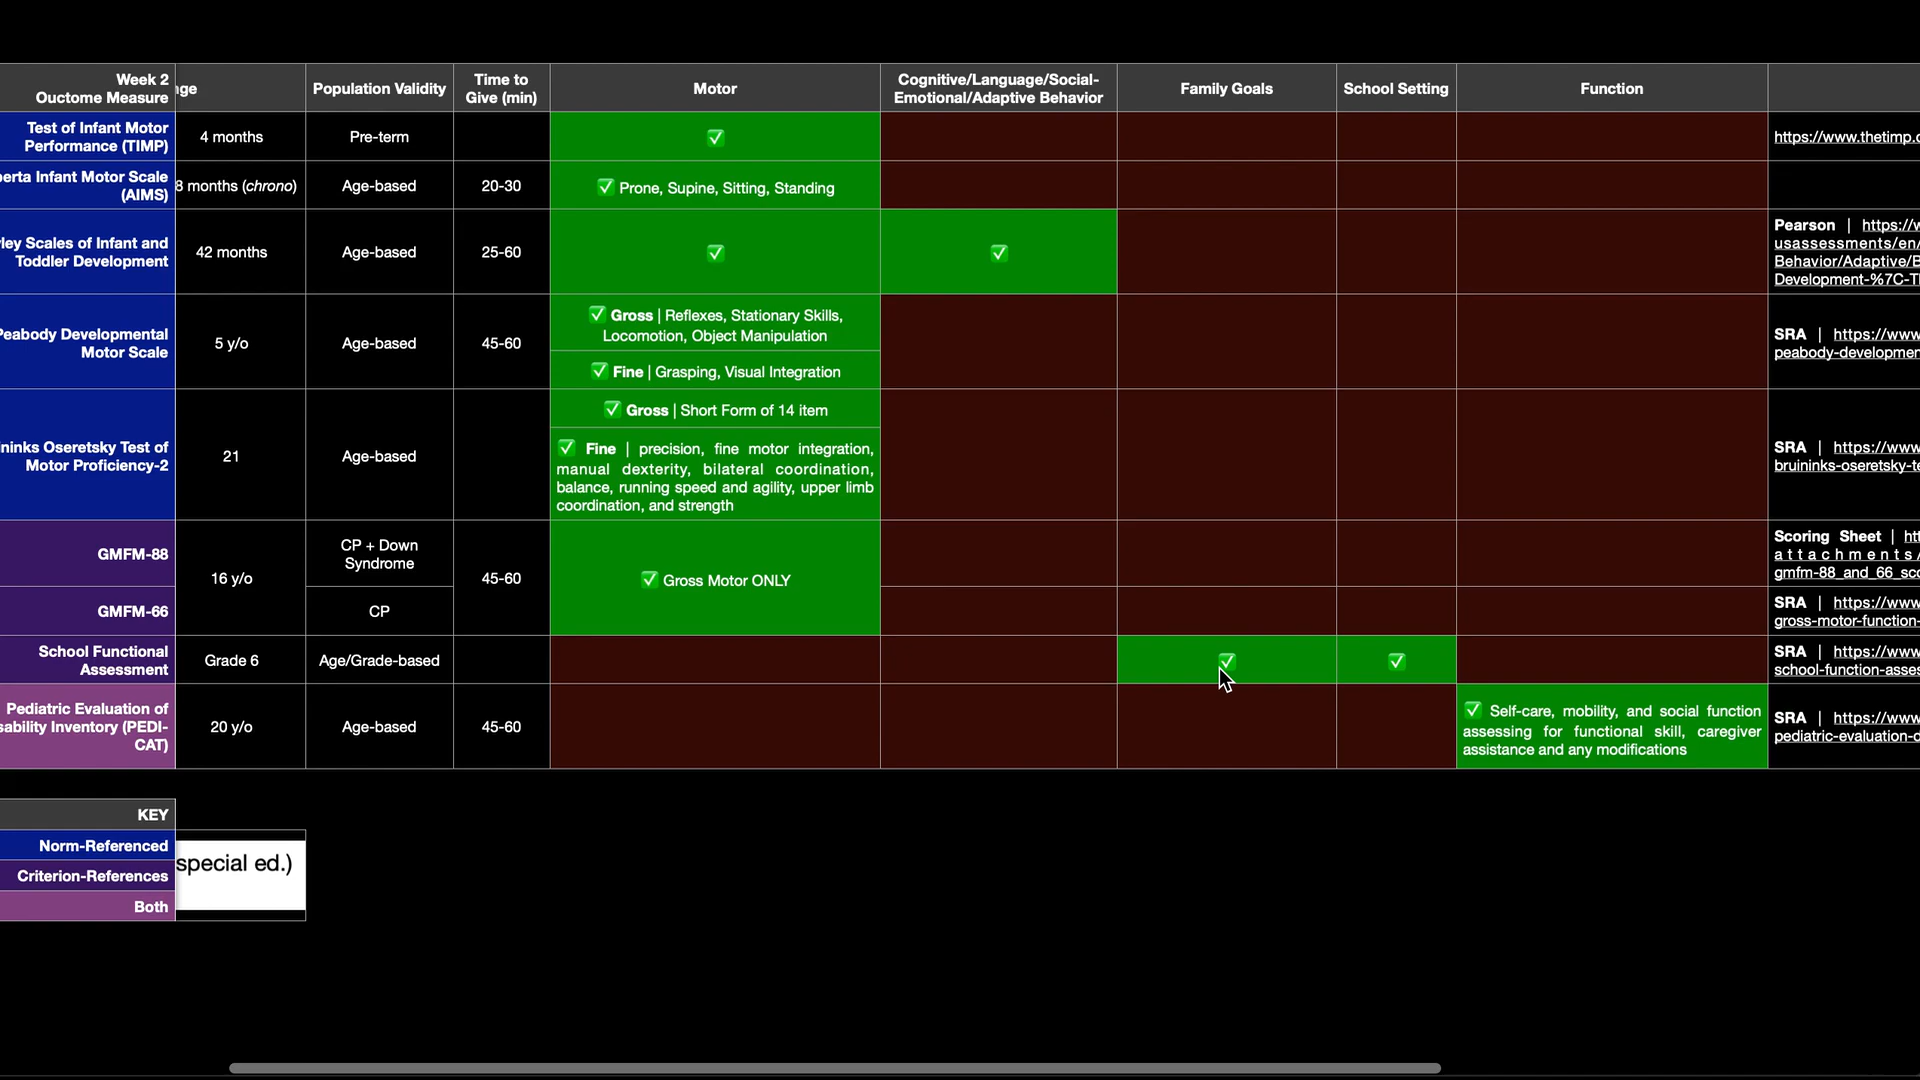 Week 2
Ouctome Measure
nge
Population Validity
Time to
Give (min)
Motor
Cognitive/Language/Social-
Emotional/Adaptive Behavior
Family Goals
School Setting
Function
Test of Infant Motor
Performance (TIMP)
4 months
Pre-term
✅
https://www.thetimp.c
berta Infant Motor Scale
(AIMS)
8 months (chrono)
Age-based
20-30
✅ Prone, Supine, Sitting, Standing
ley Scales of Infant and
Toddler Development
42 months
Age-based
25-60
✅
✅
Pearson | https://w
usassessments/en/
Behavior/Adaptive/B
Development-%7C-Th
Peabody Developmental
Motor Scale
5 y/o
Age-based
45-60
✅ Gross | Reflexes, Stationary Skills,
Locomotion, Object Manipulation
✅ Fine | Grasping, Visual Integration
SRA | https://www
peabody-developmen
ininks Oseretsky Test of
Motor Proficiency-2
21
Age-based
✅ Gross | Short Form of 14 item
✅ Fine | precision, fine motor integration,
manual dexterity, bilateral coordination,
balance, running speed and agility, upper limb
coordination, and strength
SRA | https://www
bruininks-oseretsky-te
GMFM-88
16 y/o
CP + Down
Syndrome
45-60
✅ Gross Motor ONLY
Scoring Sheet | htt
attachments/
gmfm-88_and_66_sco
GMFM-66
CP
SRA | https://www
gross-motor-function-
School Functional
Assessment
Grade 6
Age/Grade-based
✅
✅
SRA | https://www
school-function-asses
Pediatric Evaluation of
sability Inventory (PEDI-
CAT)
20 y/o
Age-based
45-60
✅ Self-care, mobility, and social function
assessing for functional skill, caregiver
assistance and any modifications
SRA | https://www
pediatric-evaluation-d
KEY
Norm-Referenced
Criterion-References
Both
special ed.)